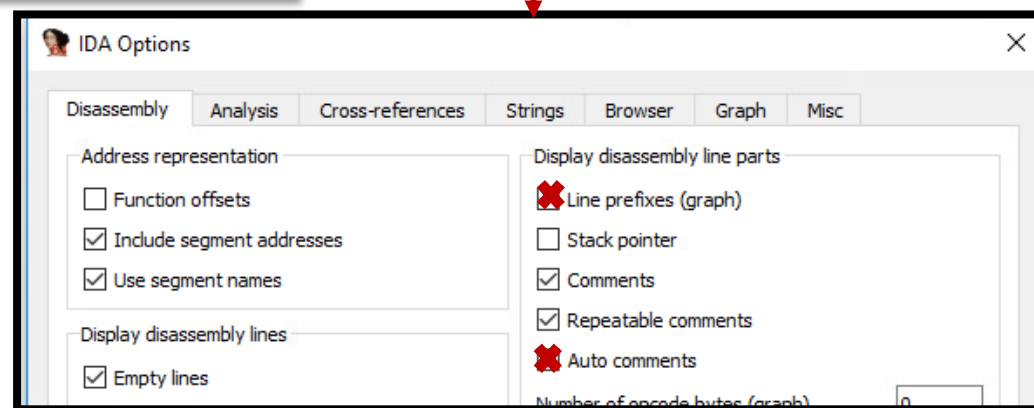 IDA Options
Disassembly Analysis Cross-references Strings Browser Graph Misc
Address representation
Function offsets
Include segment addresses
Use segment names
Display disassembly lines
Empty lines
Display disassembly line parts
Line prefixes (graph)
Stack pointer
Comments
Repeatable comments
Auto comments
Number of opcode bytes (graph) 0